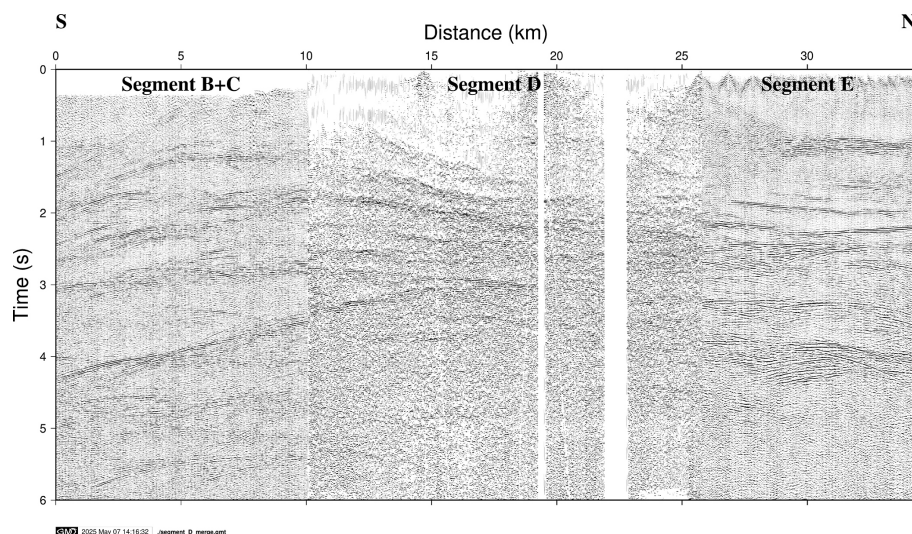 S N
Distance (km)
0 5 10 15 20 25 30
Segment B+C Segment D Segment E
Time (s)
0
1
2
3
4
5
6
GMD 2025 May 07 14:16:32 ./segment_D_merge.gmt